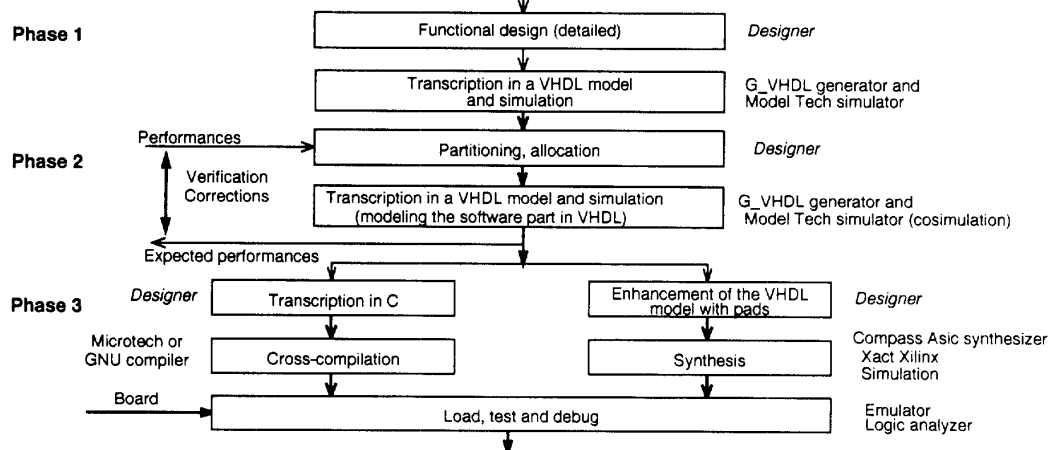 Phase 1
Functional design (detailed)
Designer
Transcription in a VHDL model
and simulation
G_VHDL generator and
Model Tech simulator
Performances
Phase 2
Partitioning, allocation
Designer
Verification
Corrections
Transcription in a VHDL model and simulation
(modeling the software part in VHDL)
G_VHDL generator and
Model Tech simulator (cosimulation)
Expected performances
Phase 3
Designer
Transcription in C
Enhancement of the VHDL
model with pads
Designer
Microtech or
GNU compiler
Cross-compilation
Synthesis
Compass Asic synthesizer
Xact Xilinx
Simulation
Board
Load, test and debug
Emulator
Logic analyzer